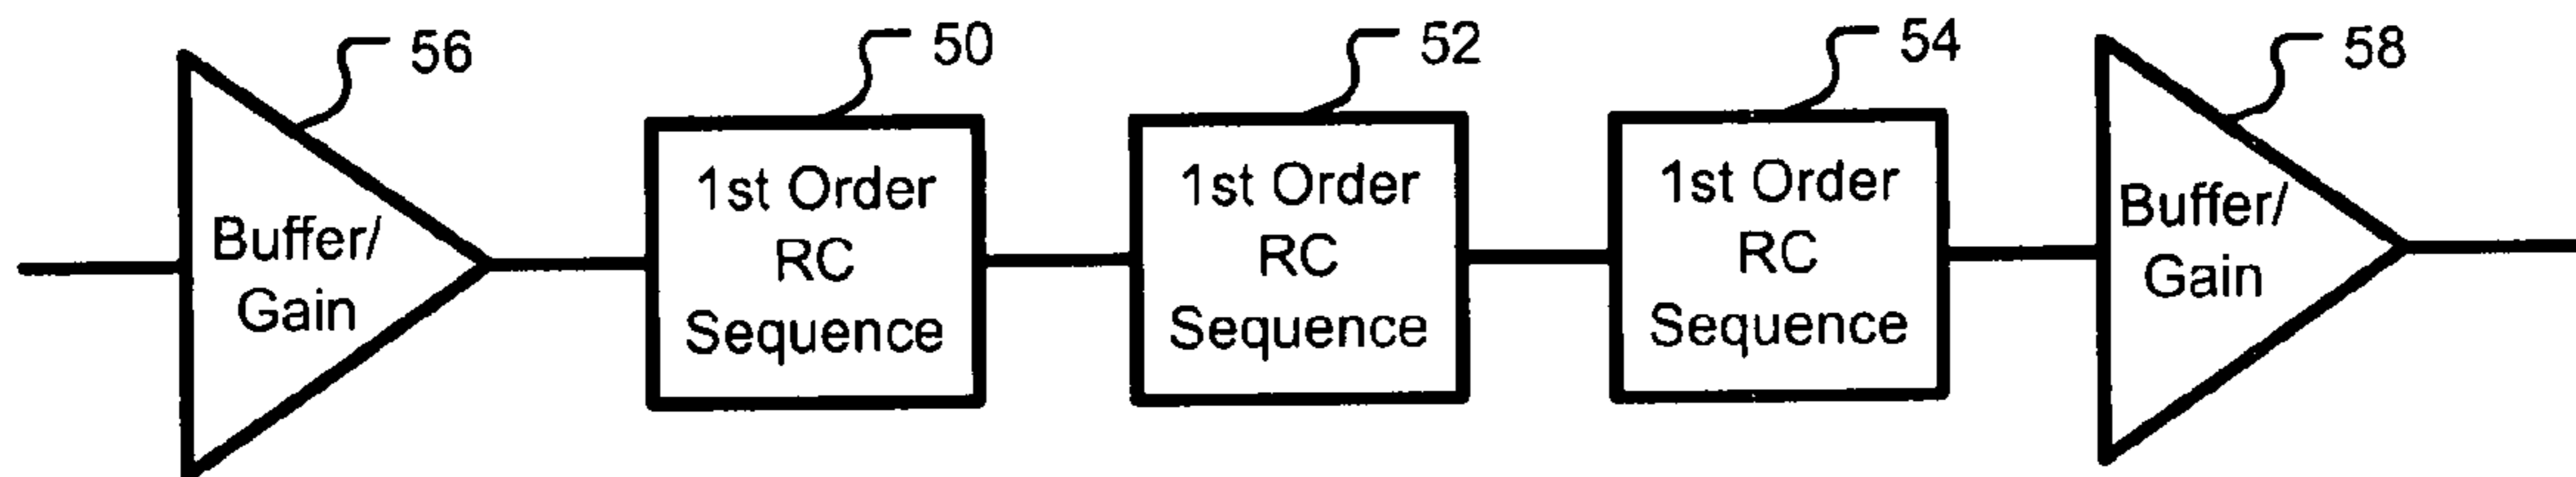 56
50
52
54
58
Buffer/
Gain
1st Order
RC
Sequence
1st Order
RC
Sequence
1st Order
RC
Sequence
Buffer/
Gain